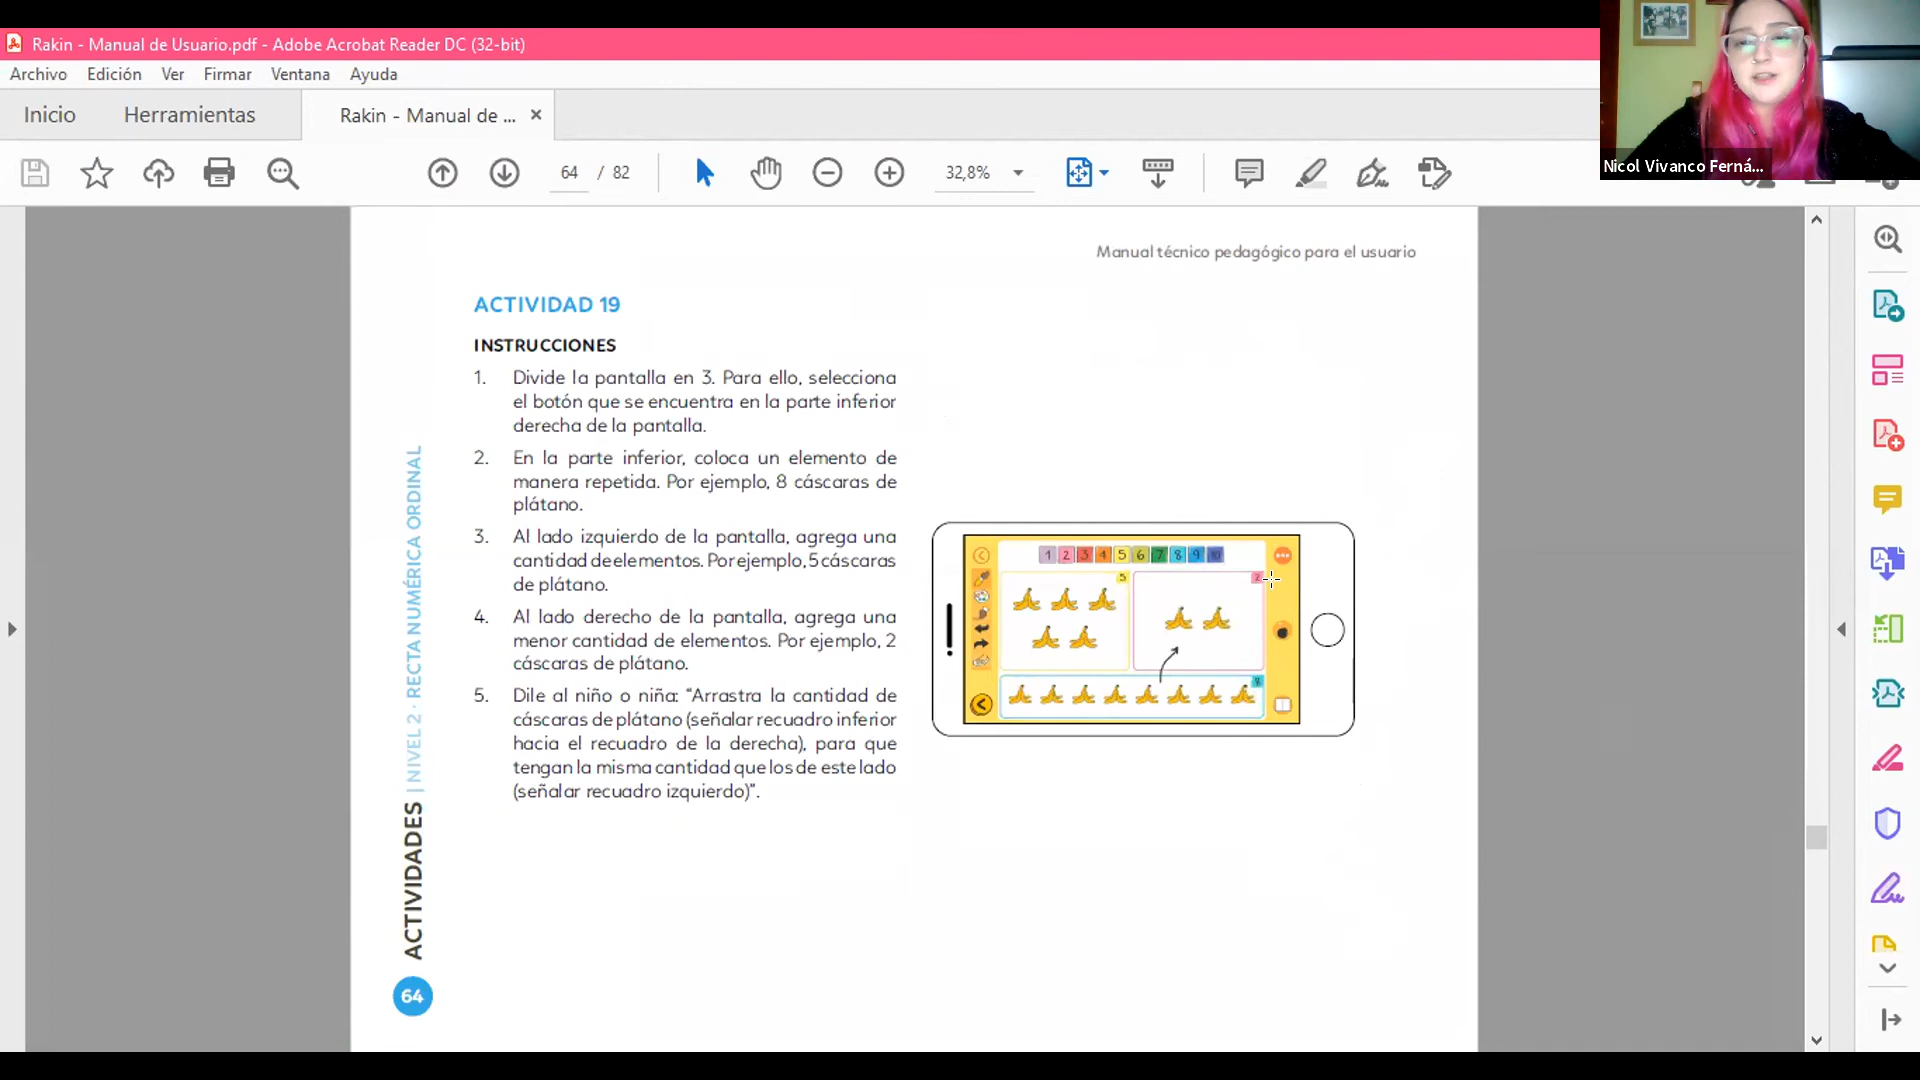 Rakin - Manual de Usuario.pdf - Adobe Acrobat Reader DC (32-bit)
Archivo Edición Ver Firmar Ventana Ayuda
Inicio Herramientas Rakin - Manual de ... ×
64 / 82 32,8%
Nicol Vivanco Ferná...
Manual técnico pedagógico para el usuario
ACTIVIDAD 19
INSTRUCCIONES
1. Divide la pantalla en 3. Para ello, selecciona
el botón que se encuentra en la parte inferior
derecha de la pantalla.
2. En la parte inferior, coloca un elemento de
manera repetida. Por ejemplo, 8 cáscaras de
plátano.
3. Al lado izquierdo de la pantalla, agrega una
cantidad de elementos. Por ejemplo, 5 cáscaras
de plátano.
4. Al lado derecho de la pantalla, agrega una
menor cantidad de elementos. Por ejemplo, 2
cáscaras de plátano.
5. Dile al niño o niña: “Arrastra la cantidad de
cáscaras de plátano (señalar recuadro inferior
hacia el recuadro de la derecha), para que
tengan la misma cantidad que los de este lado
(señalar recuadro izquierdo)”.
1 2 3 4 5 6 7 8 9 10
5 2
8
ACTIVIDADES | NIVEL 2 · RECTA NUMÉRICA ORDINAL
64